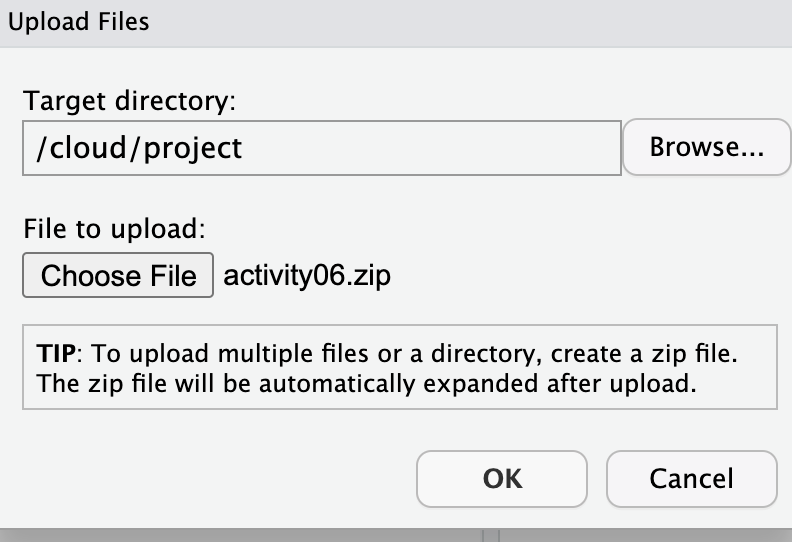 Upload Files
Target directory:
/cloud/project
Browse...
File to upload:
Choose File activity06.zip
TIP: To upload multiple files or a directory, create a zip file.
The zip file will be automatically expanded after upload.
OK Cancel